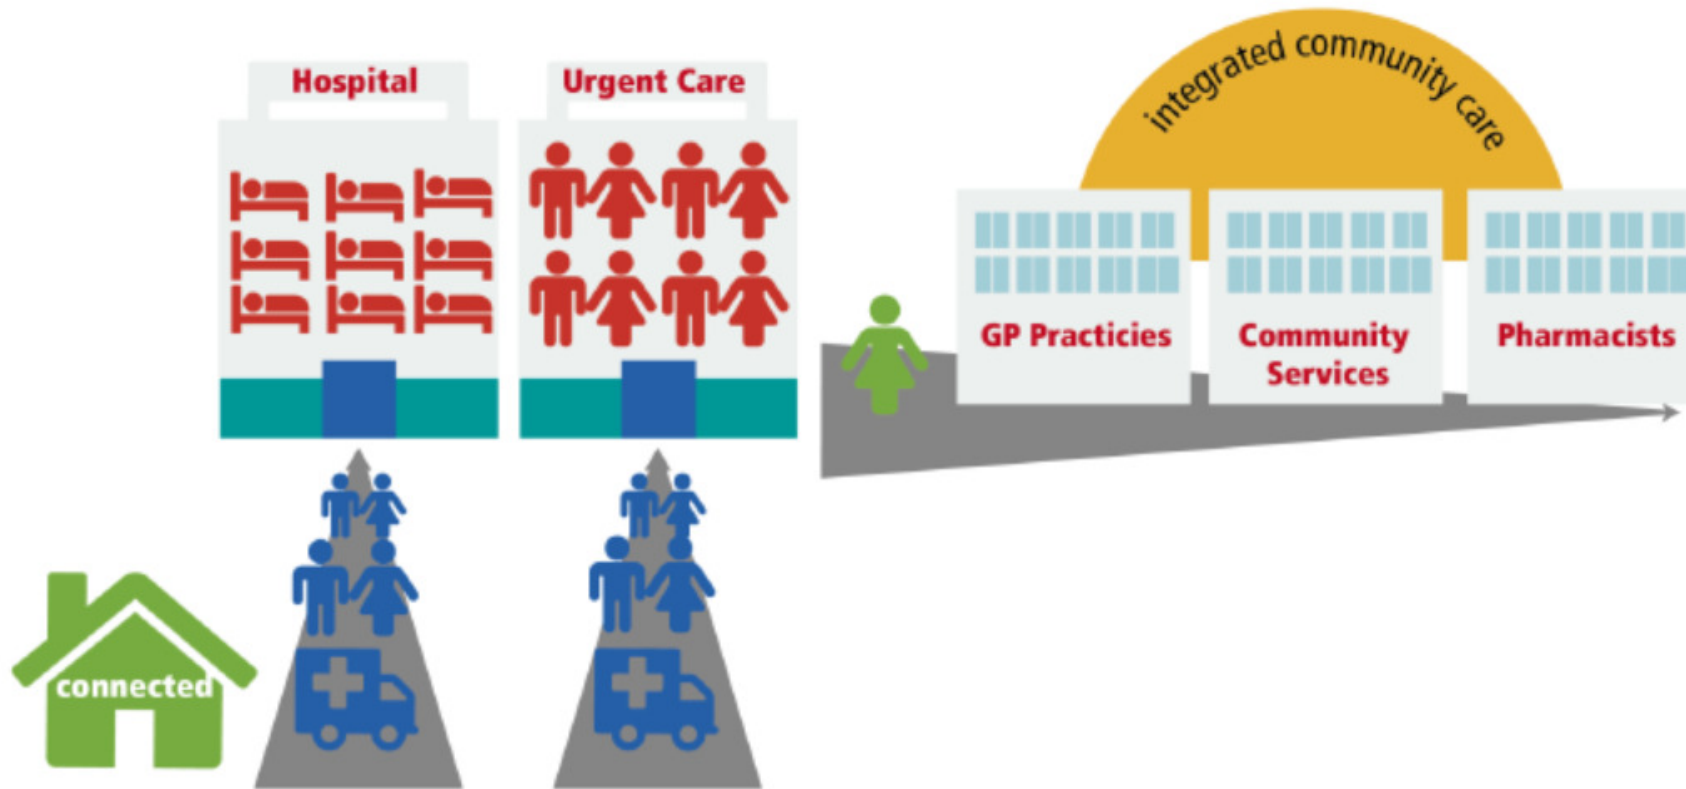 Hospital
Urgent Care
integrated community care
GP Practicies
Community
Services
Pharmacists
connected